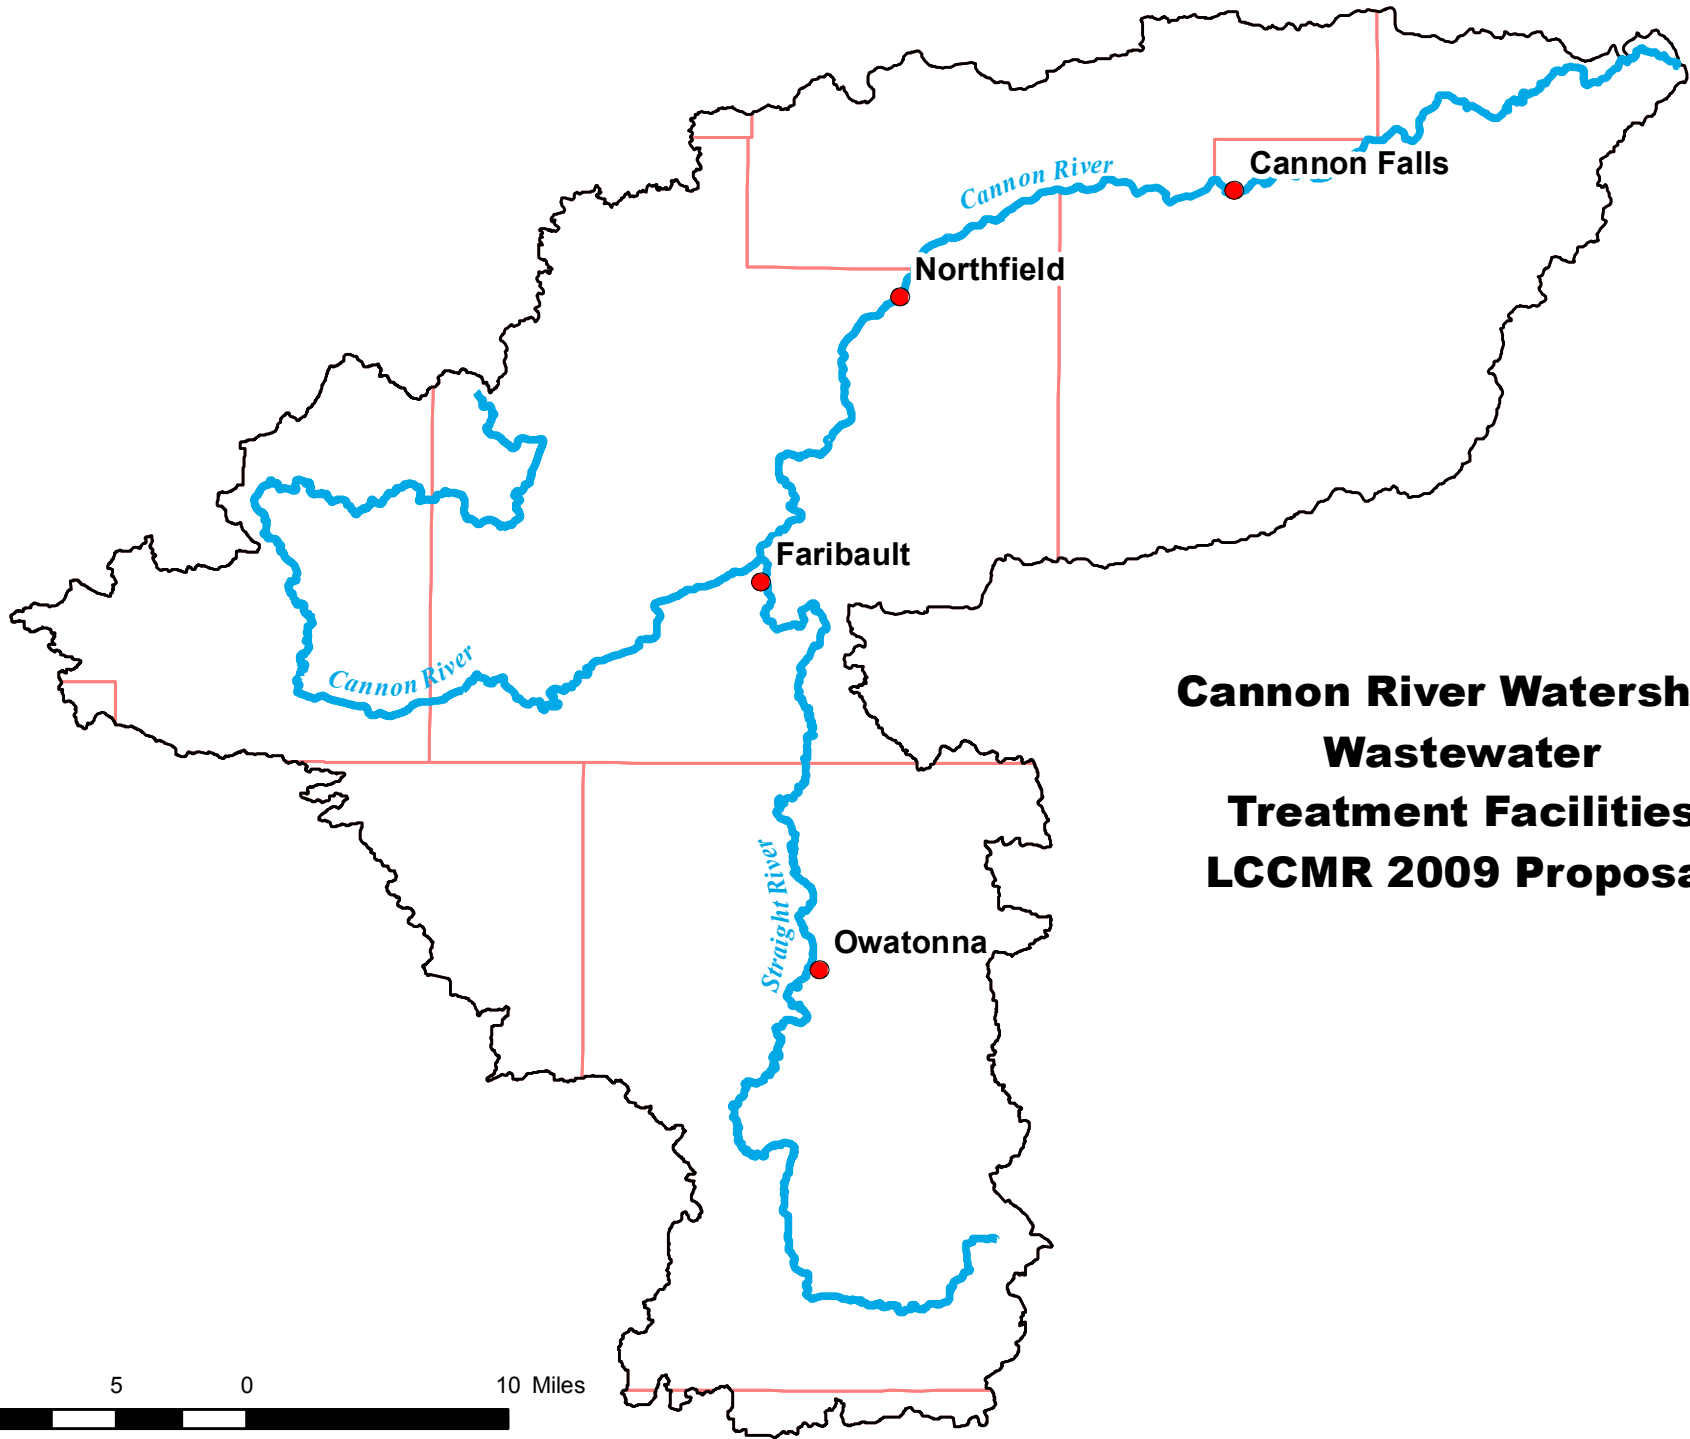 Cannon River
Cannon Falls
Northfield
Faribault
Cannon River
Cannon River Watersh
Wastewater
Treatment Facilities
LCCMR 2009 Proposa
Straight River
Owatonna
5 0 10 Miles